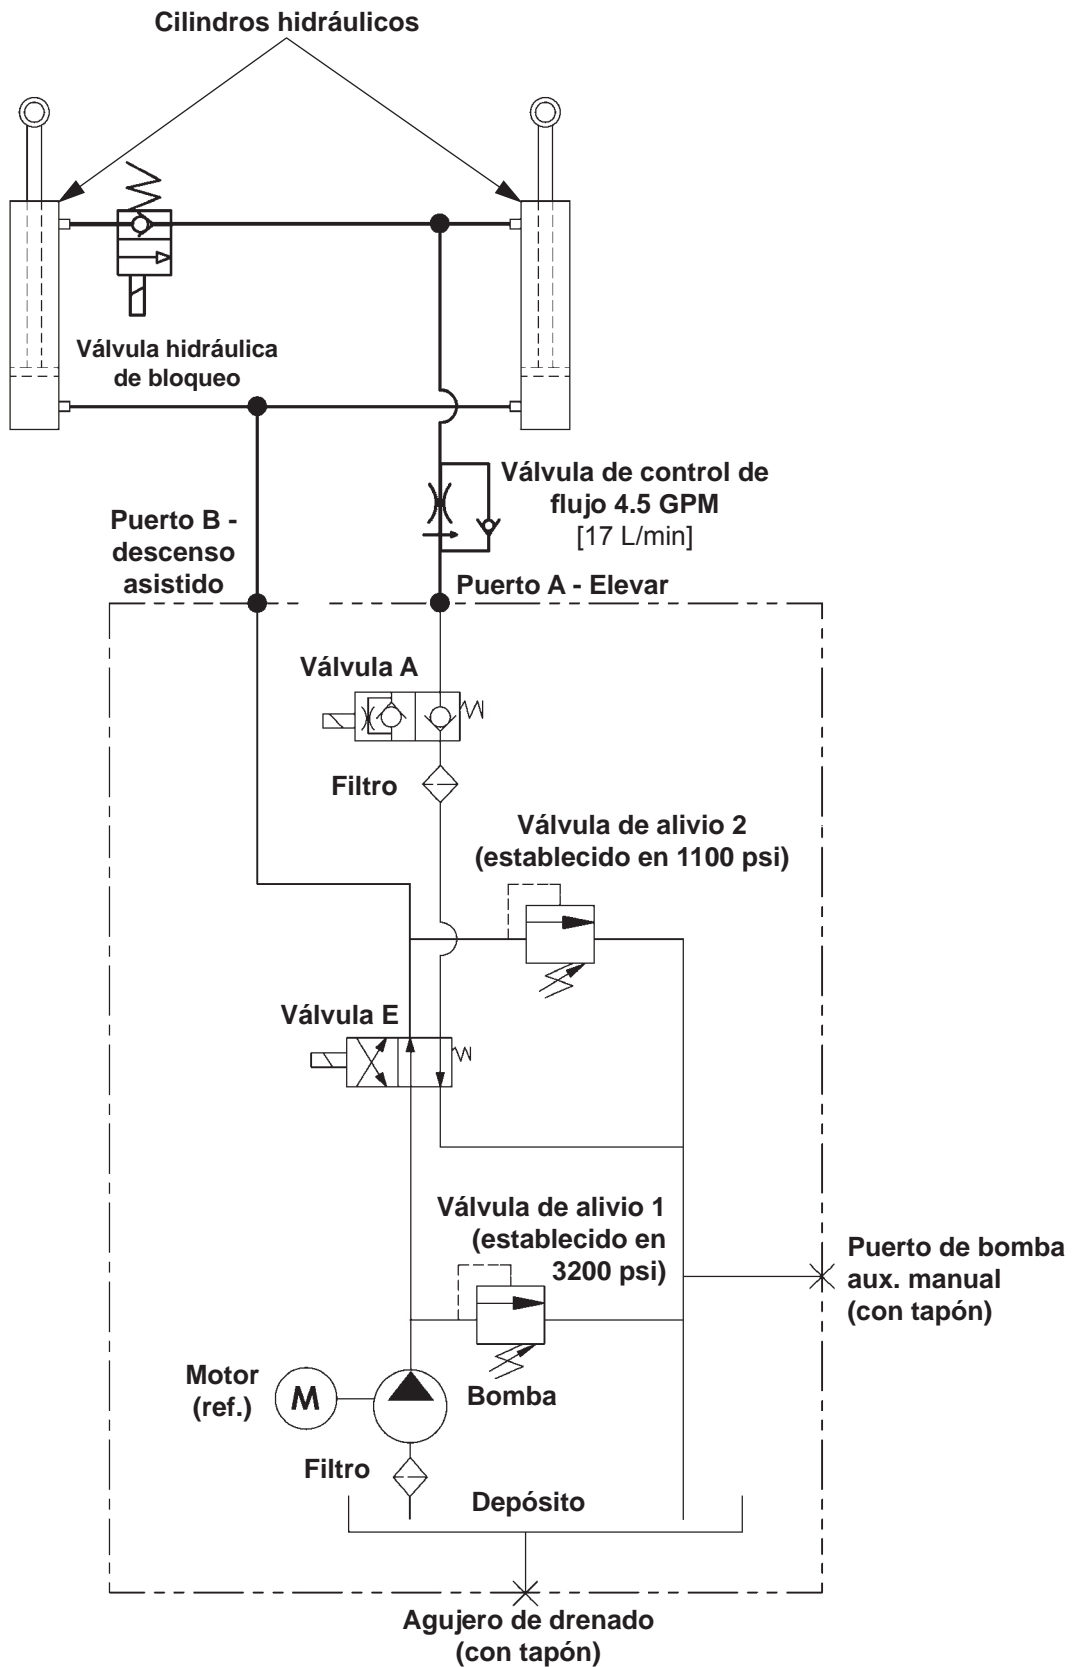 Cilindros hidráulicos
Válvula hidráulica
de bloqueo
Válvula de control de
flujo 4.5 GPM
[17 L/min]
Puerto B -
descenso
asistido
Puerto A - Elevar
Válvula A
Filtro
Válvula de alivio 2
(establecido en 1100 psi)
Válvula E
Válvula de alivio 1
(establecido en
3200 psi)
Puerto de bomba
aux. manual
(con tapón)
Motor
(ref.)
M
Bomba
Filtro
Depósito
Agujero de drenado
(con tapón)